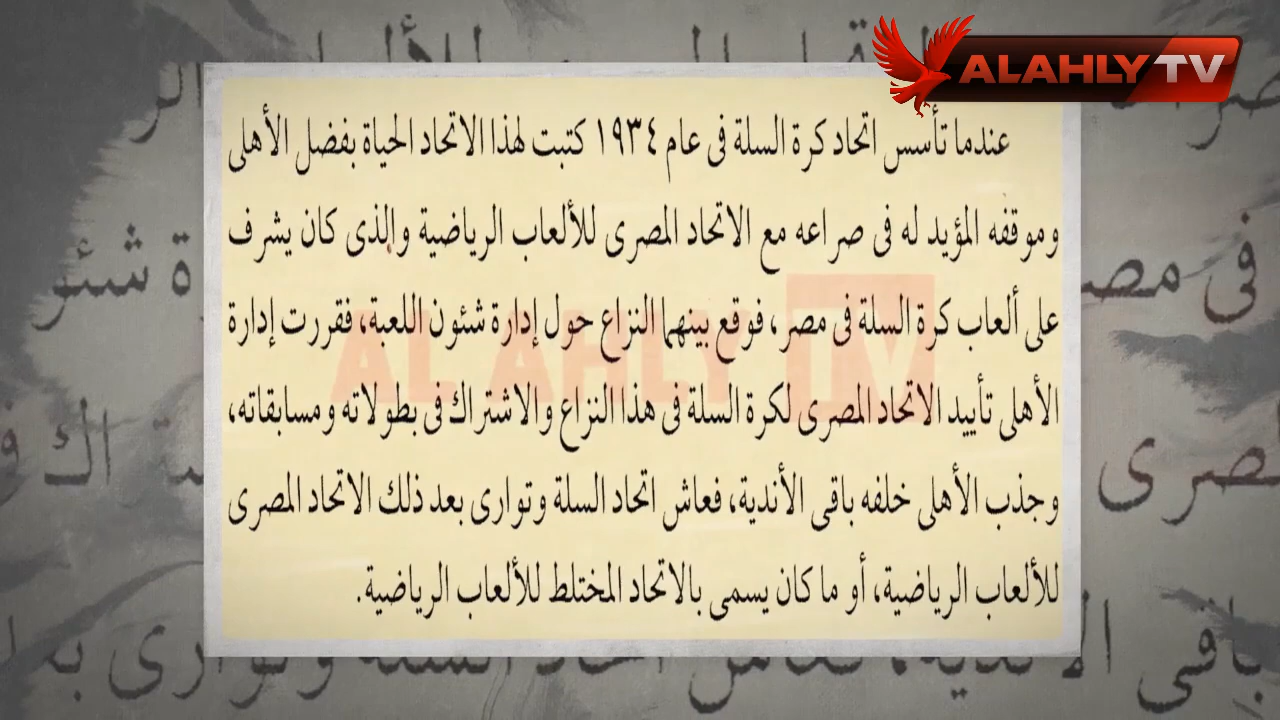 ALAHLY TV
عندما تأسس اتحاد كرة السلة فى عام ١٩٣٤ كتبت لهذا الاتحاد الحياة بفضل الأهلى
وموقفه المؤيد له فى صراعه مع الاتحاد المصرى للألعاب الرياضية والذى كان يشرف
على ألعاب كرة السلة فى مصر، فوقع بينهما النزاع حول إدارة شئون اللعبة، فقررت إدارة
الأهلى تأييد الاتحاد المصرى لكرة السلة فى هذا النزاع والاشتراك فى بطولاته ومسابقاته،
وجذب الأهلى خلفه باقى الأندية، فعاش اتحاد السلة وتوارى بعد ذلك الاتحاد المصرى
للألعاب الرياضية، أو ما كان يسمى بالاتحاد المختلط للألعاب الرياضية.
AL AHLY TV